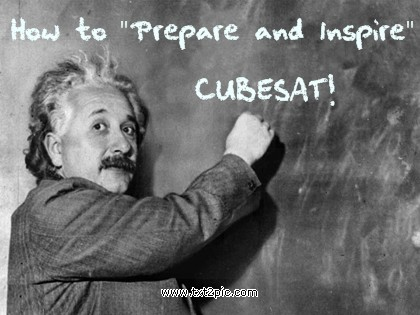 How to "Prepare and Inspire"
CUBESAT!
www.txt2pic.com